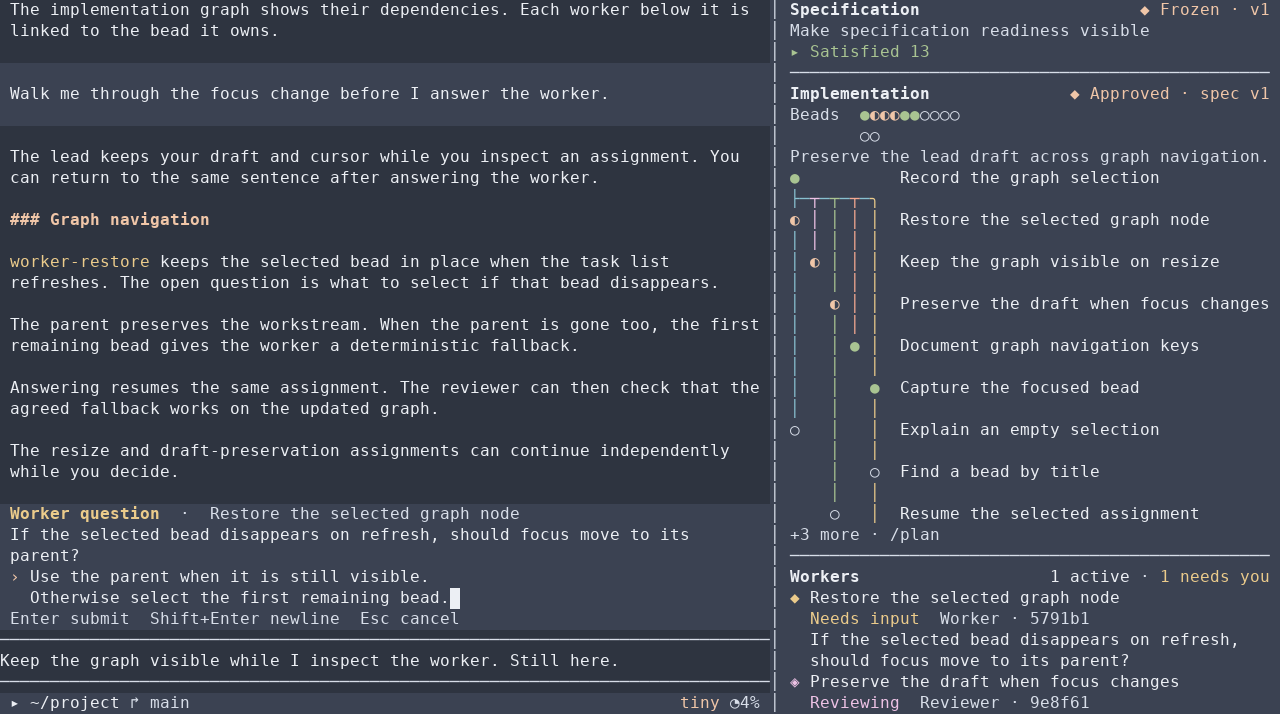 The implementation graph shows their dependencies. Each worker below it is
linked to the bead it owns.
Walk me through the focus change before I answer the worker.
The lead keeps your draft and cursor while you inspect an assignment. You
can return to the same sentence after answering the worker.
### Graph navigation
worker-restore keeps the selected bead in place when the task list
refreshes. The open question is what to select if that bead disappears.
The parent preserves the workstream. When the parent is gone too, the first
remaining bead gives the worker a deterministic fallback.
Answering resumes the same assignment. The reviewer can then check that the
agreed fallback works on the updated graph.
The resize and draft-preservation assignments can continue independently
while you decide.
Worker question · Restore the selected graph node
If the selected bead disappears on refresh, should focus move to its
parent?
› Use the parent when it is still visible.
Otherwise select the first remaining bead.
Enter submit  Shift+Enter newline  Esc cancel
Keep the graph visible while I inspect the worker. Still here.
▸ ~/project ↱ main
tiny ◔4%
Specification ◆ Frozen · v1
Make specification readiness visible
▸ Satisfied 13
Implementation ◆ Approved · spec v1
Beads ●◐◐◐●●○○○○
○○
Preserve the lead draft across graph navigation.
● Record the graph selection
◐ Restore the selected graph node
◐ Keep the graph visible on resize
◐ Preserve the draft when focus changes
● Document graph navigation keys
● Capture the focused bead
○ Explain an empty selection
○ Find a bead by title
○ Resume the selected assignment
+3 more · /plan
Workers 1 active · 1 needs you
◆ Restore the selected graph node
Needs input Worker · 5791b1
If the selected bead disappears on refresh,
should focus move to its parent?
◈ Preserve the draft when focus changes
Reviewing Reviewer · 9e8f61